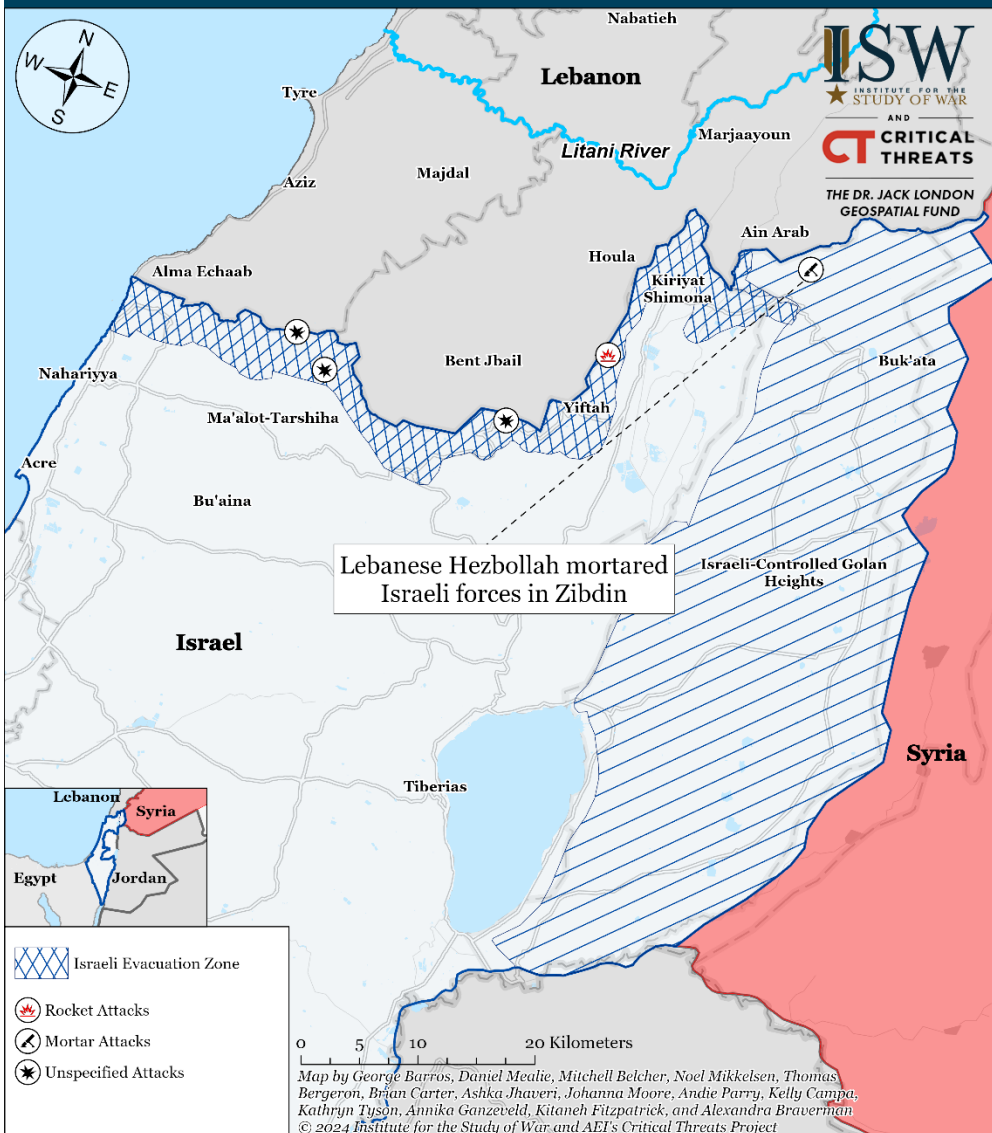 N
W
E
S
Nabatieh
Lebanon
ISW
INSTITUTE FOR THE
STUDY OF WAR
AND
CT CRITICAL
THREATS
THE DR. JACK LONDON
GEOSPATIAL FUND
Tyre
Marjaayoun
Litani River
Majdal
Aziz
Ain Arab
Houla
Alma Echaab
Kiriyat
Shimona
Bent Jbail
Buk'ata
Nahariyya
Yiftah
Ma'alot-Tarshiha
Acre
Bu'aina
Lebanese Hezbollah mortared
Israeli forces in Zibdin
Israeli-Controlled Golan
Heights
Israel
Syria
Tiberias
Lebanon
Syria
Egypt
Jordan
Israeli Evacuation Zone
Rocket Attacks
Mortar Attacks
Unspecified Attacks
0 5 10 20 Kilometers
Map by George Barros, Daniel Mealie, Mitchell Belcher, Noel Mikkelsen, Thomas
Bergeron, Brian Carter, Ashka Jhaveri, Johanna Moore, Andie Parry, Kelly Campa,
Kathryn Tyson, Annika Ganzeveld, Kitaneh Fitzpatrick, and Alexandra Braverman
© 2024 Institute for the Study of War and AEI's Critical Threats Project